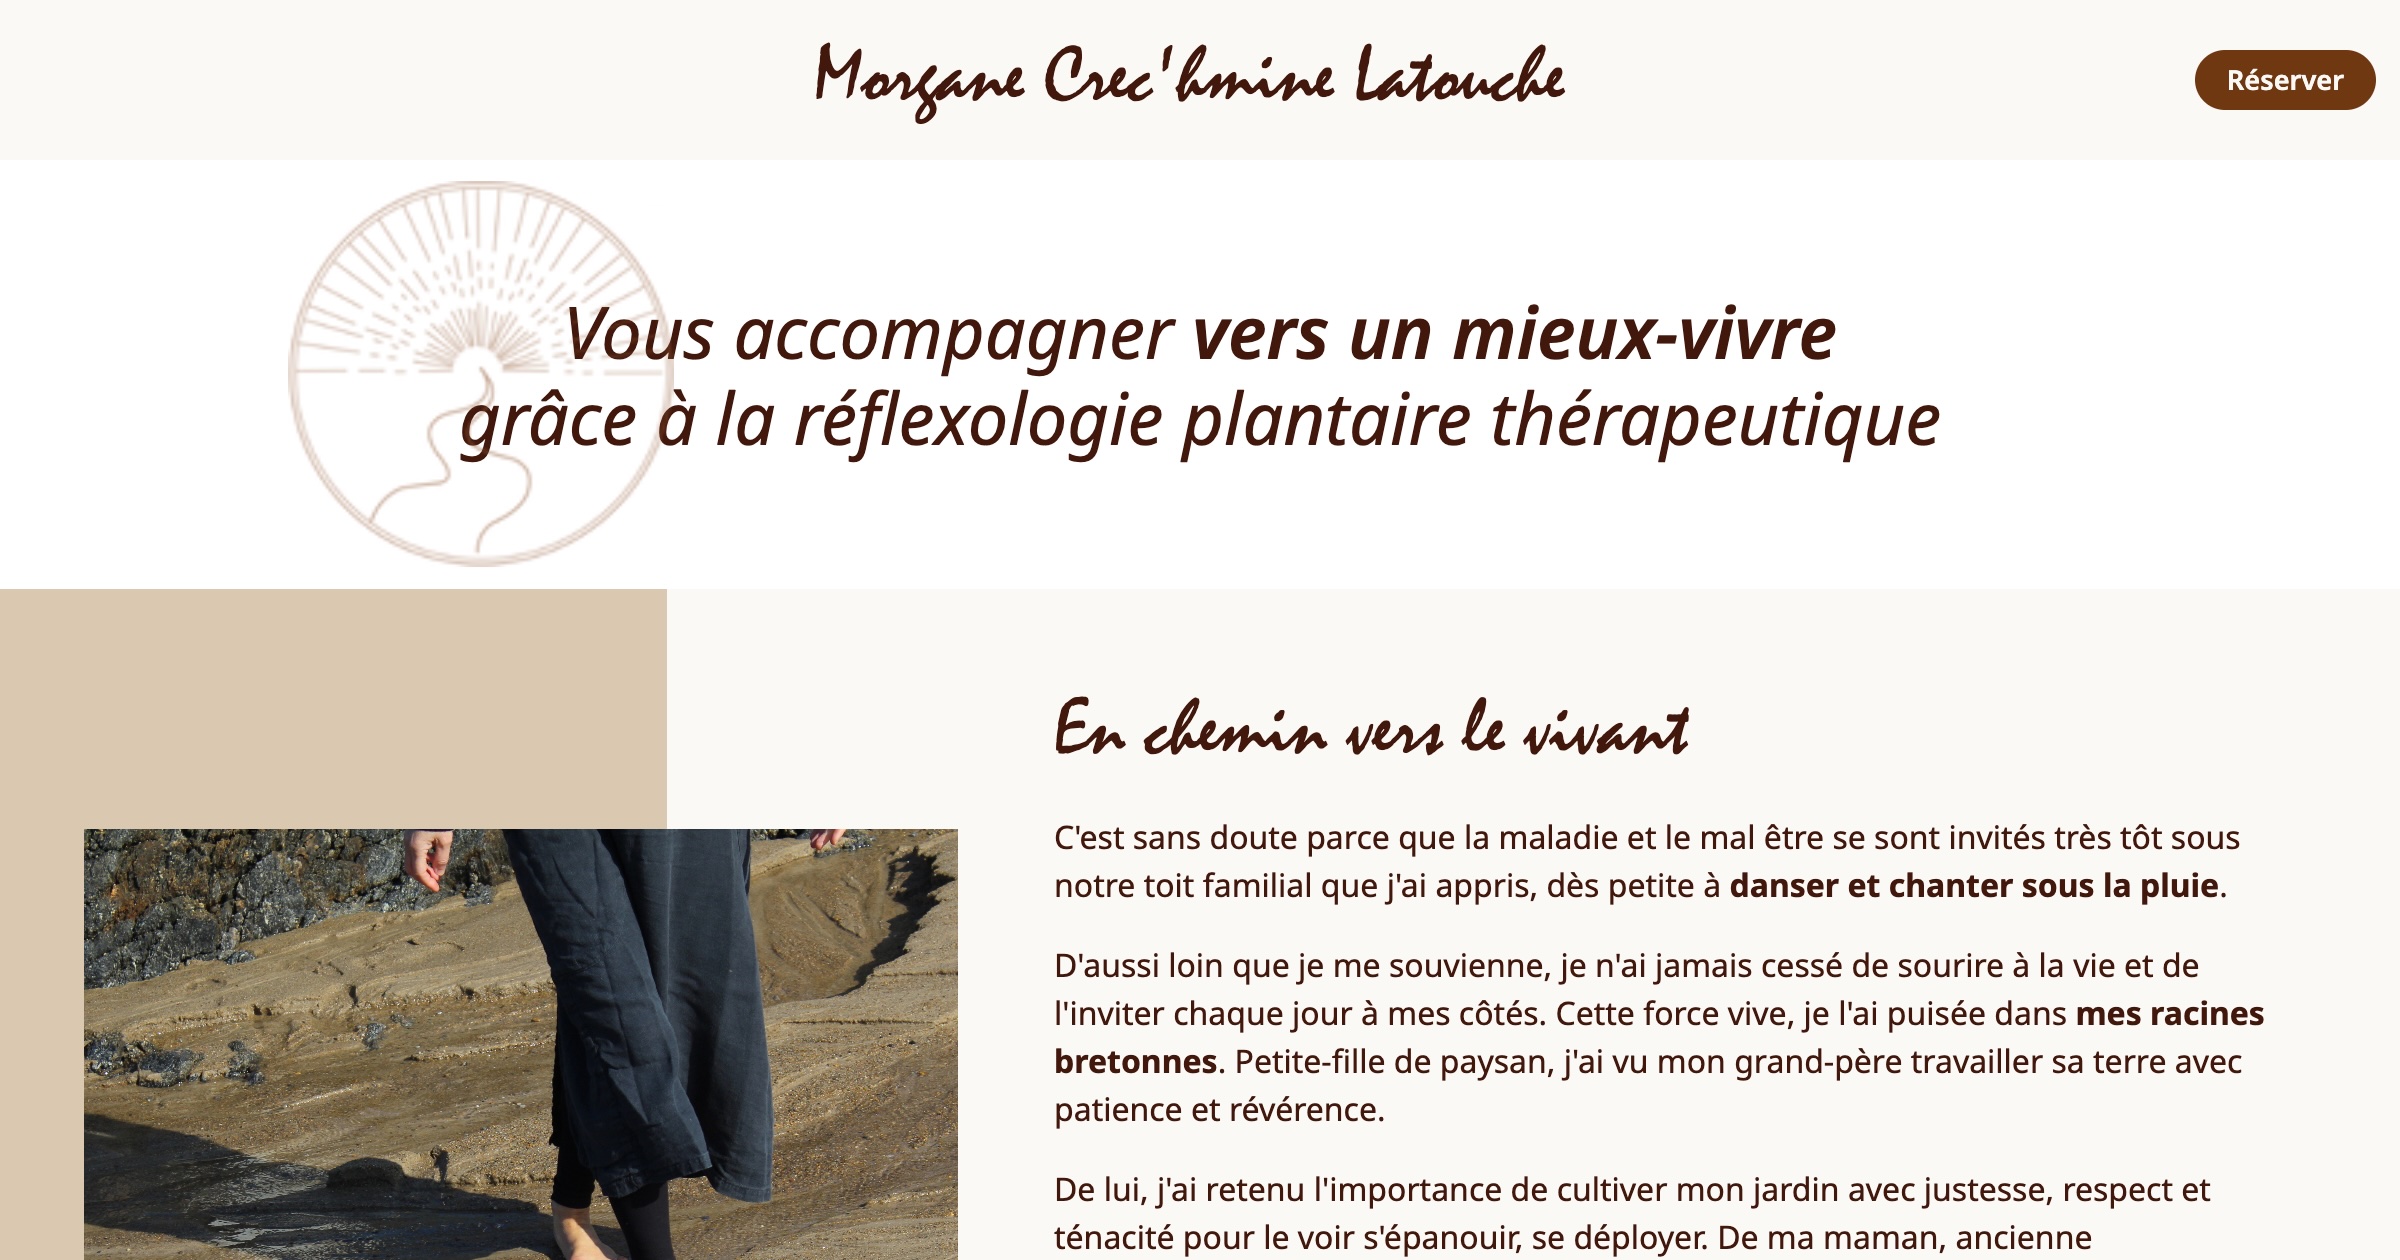 Morgane Crec'hmine Latouche
Réserver
Vous accompagner vers un mieux-vivre
grâce à la réflexologie plantaire thérapeutique
En chemin vers le vivant
C'est sans doute parce que la maladie et le mal être se sont invités très tôt sous
notre toit familial que j'ai appris, dès petite à danser et chanter sous la pluie.
D'aussi loin que je me souvienne, je n'ai jamais cessé de sourire à la vie et de
l'inviter chaque jour à mes côtés. Cette force vive, je l'ai puisée dans mes racines
bretonnes. Petite-fille de paysan, j'ai vu mon grand-père travailler sa terre avec
patience et révérence.
De lui, j'ai retenu l'importance de cultiver mon jardin avec justesse, respect et
ténacité pour le voir s'épanouir, se déployer. De ma maman, ancienne